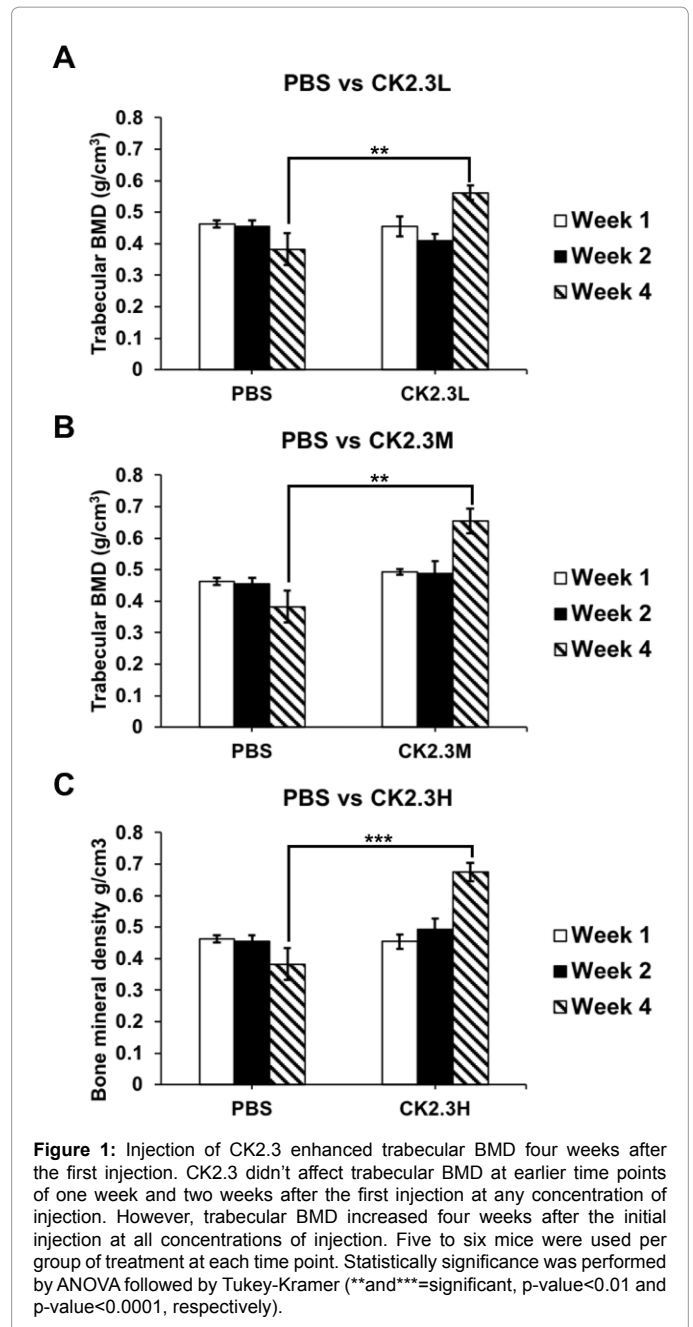 A
PBS vs CK2.3L
Trabecular BMD (g/cm³)
0.8
0.7
0.6
0.5
0.4
0.3
0.2
0.1
0
**
PBS
CK2.3L
Week 1
Week 2
Week 4
B
PBS vs CK2.3M
Trabecular BMD (g/cm³)
0.8
0.7
0.6
0.5
0.4
0.3
0.2
0.1
0
**
PBS
CK2.3M
Week 1
Week 2
Week 4
C
PBS vs CK2.3H
Bone mineral density g/cm3
0.8
0.7
0.6
0.5
0.4
0.3
0.2
0.1
0
***
PBS
CK2.3H
Week 1
Week 2
Week 4
Figure 1: Injection of CK2.3 enhanced trabecular BMD four weeks after
the first injection. CK2.3 didn’t affect trabecular BMD at earlier time points
of one week and two weeks after the first injection at any concentration of
injection. However, trabecular BMD increased four weeks after the initial
injection at all concentrations of injection. Five to six mice were used per
group of treatment at each time point. Statistically significance was performed
by ANOVA followed by Tukey-Kramer (**and***=significant, p-value<0.01 and
p-value<0.0001, respectively).